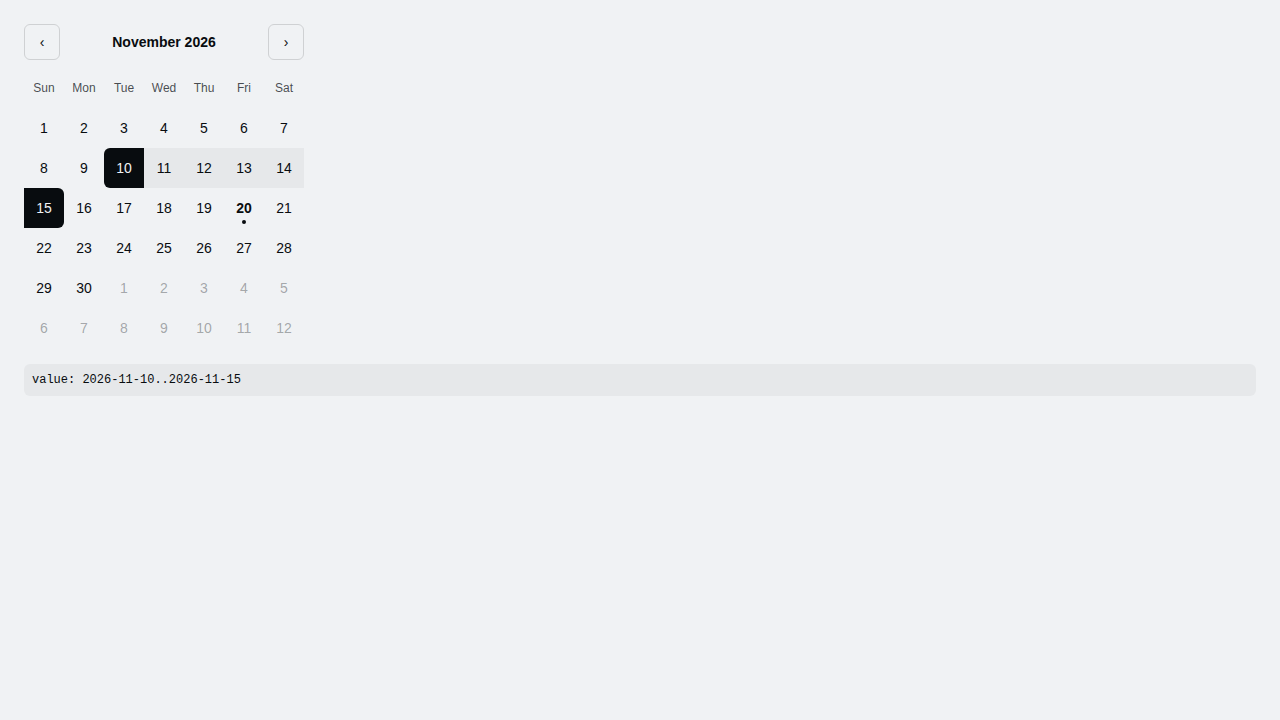 ‹ November 2026 ›
Sun Mon Tue Wed Thu Fri Sat
1 2 3 4 5 6 7
8 9 10 11 12 13 14
15 16 17 18 19 20 21
22 23 24 25 26 27 28
29 30 1 2 3 4 5
6 7 8 9 10 11 12
value: 2026-11-10..2026-11-15